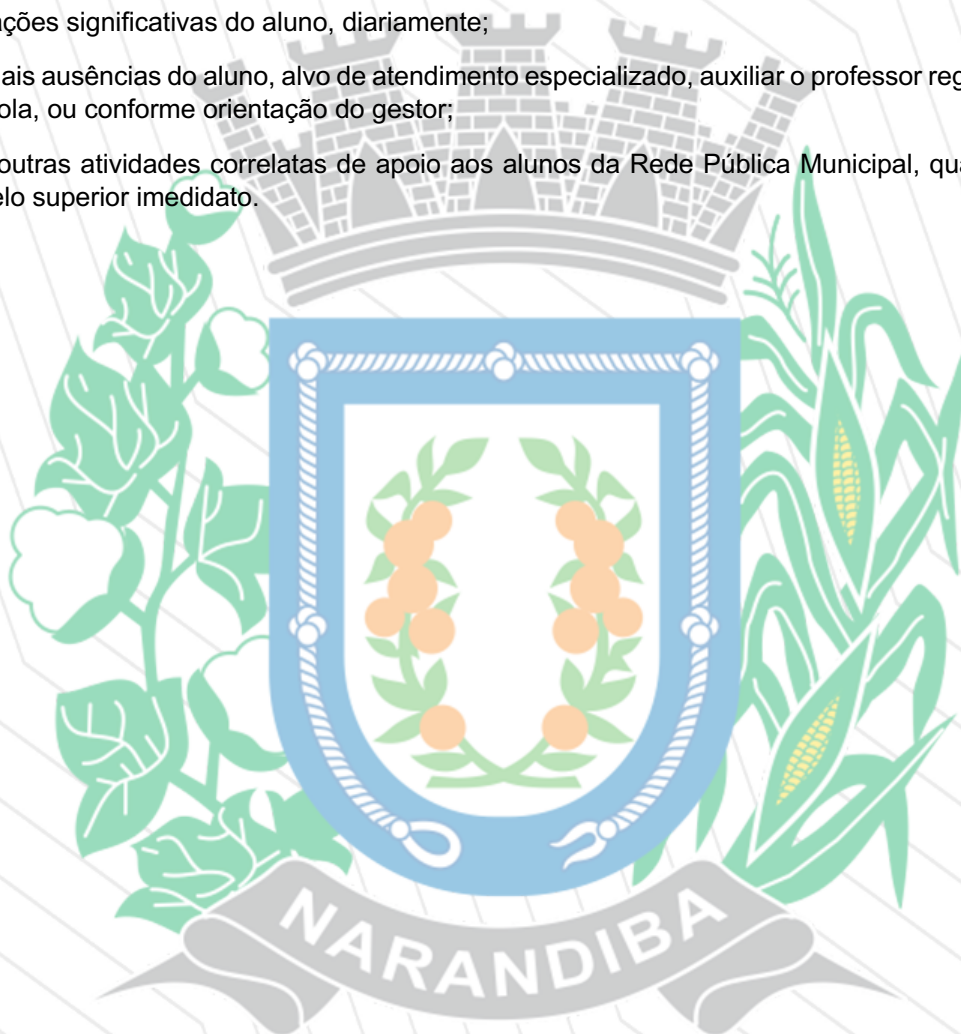 ações significativas do aluno, diariamente;
ais ausências do aluno, alvo de atendimento especializado, auxiliar o professor reg
ola, ou conforme orientação do gestor;
outras atividades correlatas de apoio aos alunos da Rede Pública Municipal, qua
elo superior imedidato.
NARANDIBA